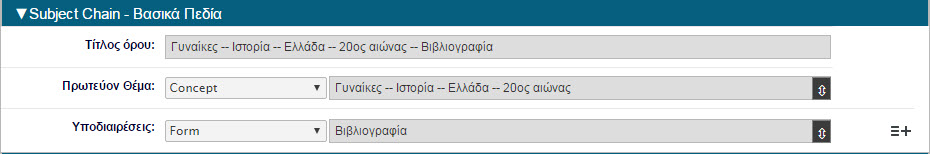 ▼Subject Chain - Βασικά Πεδία
Τίτλος όρου: Γυναίκες -- Ιστορία -- Ελλάδα -- 20ος αιώνας -- Βιβλιογραφία
Πρωτεύον Θέμα: Concept ▼ Γυναίκες -- Ιστορία -- Ελλάδα -- 20ος αιώνας
Υποδιαιρέσεις: Form ▼ Βιβλιογραφία